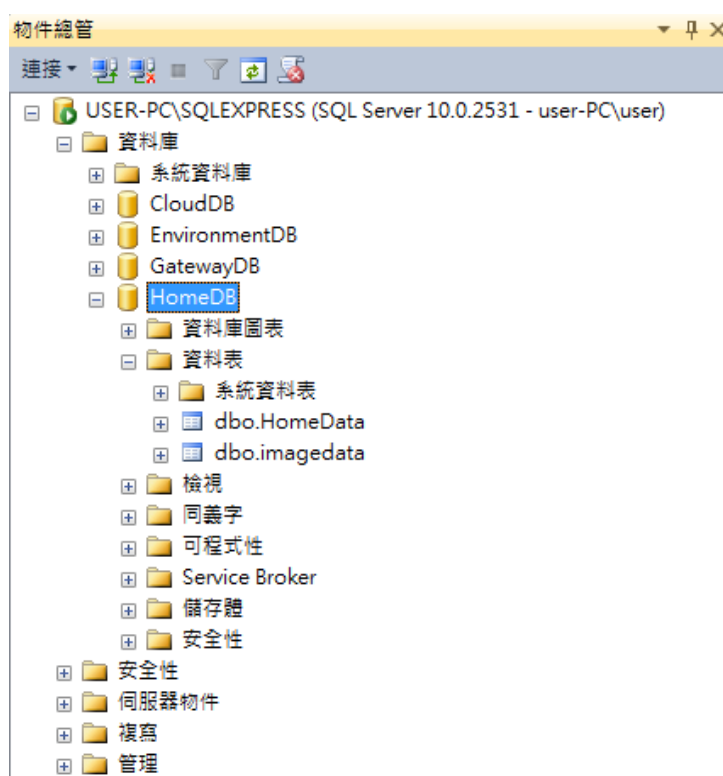 物件總管
連接
USER-PC\SQLEXPRESS (SQL Server 10.0.2531 - user-PC\user)
資料庫
系統資料庫
CloudDB
EnvironmentDB
GatewayDB
HomeDB
資料庫圖表
資料表
系統資料表
dbo.HomeData
dbo.imagedata
檢視
同義字
可程式性
Service Broker
儲存體
安全性
安全性
伺服器物件
複寫
管理